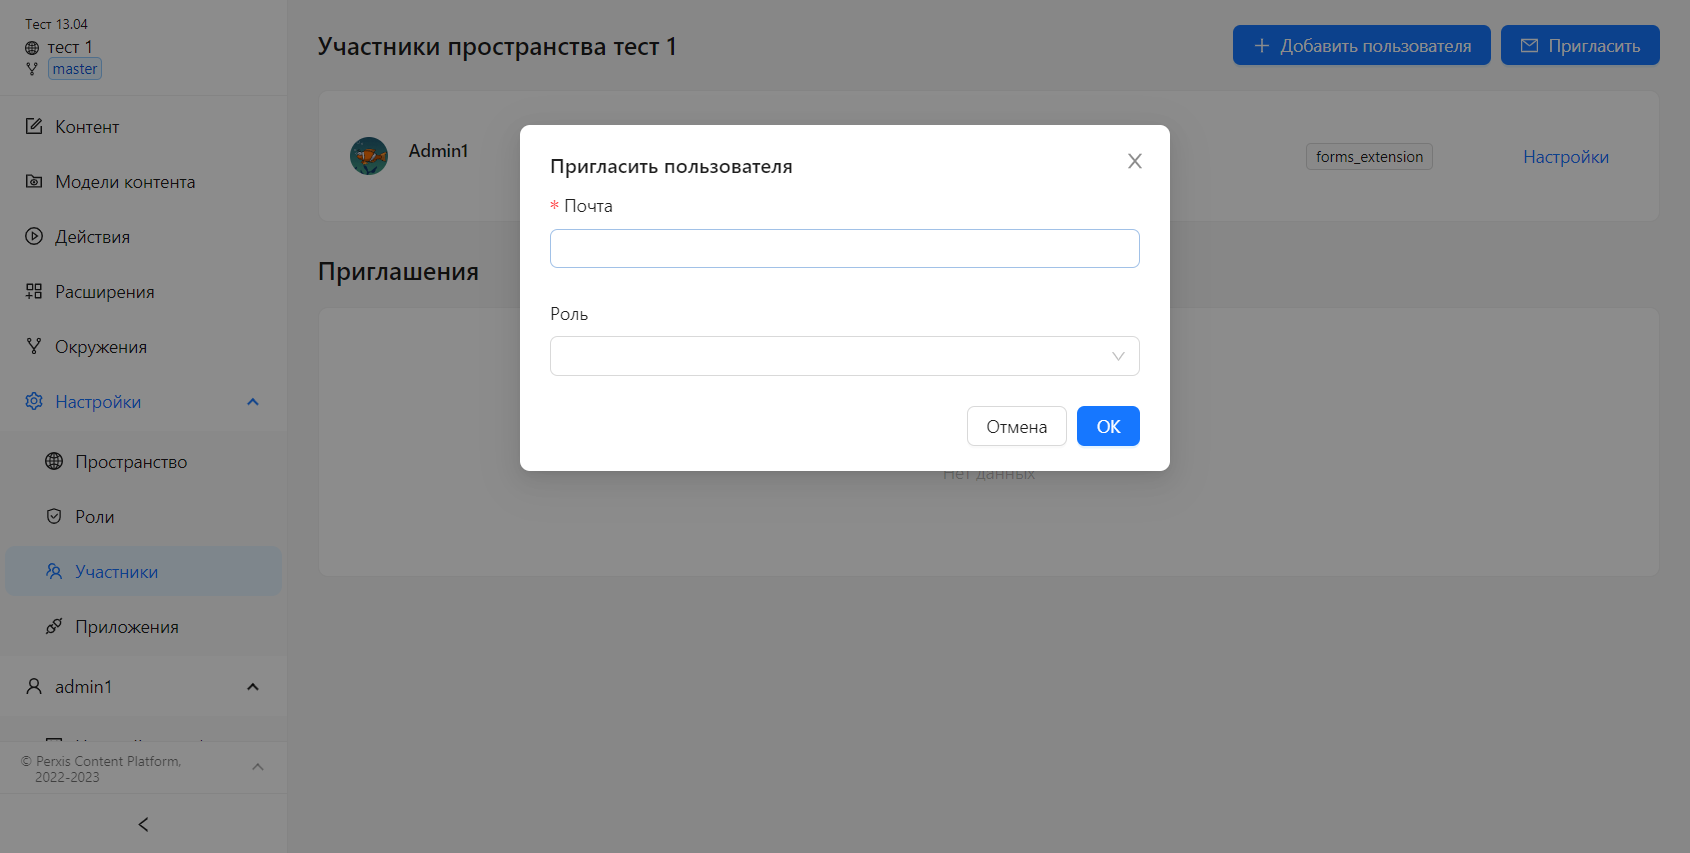 Тест 13.04
тест 1
master
Контент
Модели контента
Действия
Расширения
Окружения
Настройки
Пространство
Роли
Участники
Приложения
admin1
© Perxis Content Platform,
2022-2023
Участники пространства тест 1
Добавить пользователя
Пригласить
Admin1
forms_extension
Настройки
Приглашения
Нет данных
Пригласить пользователя
* Почта
Роль
Отмена
OK